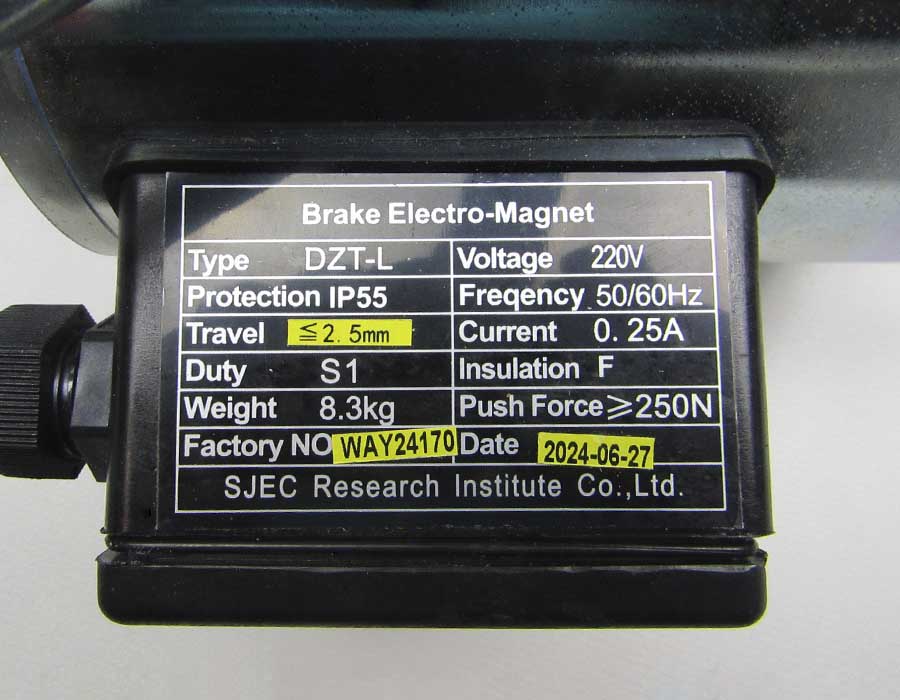 Brake Electro-Magnet
Type DZT-L Voltage 220V
Protection IP55 Freqency 50/60Hz
Travel ≦2.5mm Current 0.25A
Duty S1 Insulation F
Weight 8.3kg Push Force≥250N
Factory NO WAY24170 Date 2024-06-27
SJEC Research Institute Co.,Ltd.